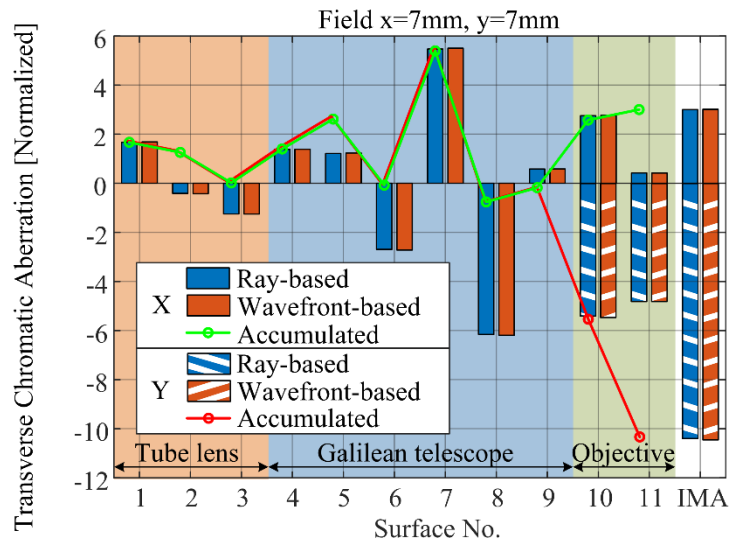 Field x=7mm, y=7mm
Transverse Chromatic Aberration [Normalized]
6
4
2
0
-2
-4
-6
-8
-10
-12
X
Ray-based
Wavefront-based
Accumulated
Y
Ray-based
Wavefront-based
Accumulated
Tube lens
Galilean telescope
Objective
1 2 3 4 5 6 7 8 9 10 11 IMA
Surface No.